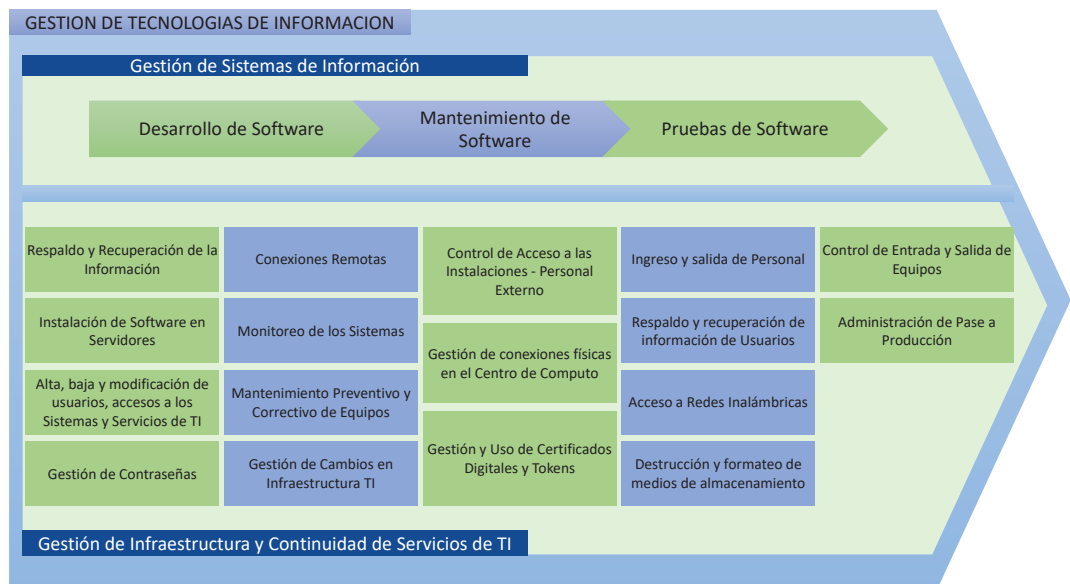 GESTION DE TECNOLOGIAS DE INFORMACION
Gestión de Sistemas de Información
Desarrollo de Software
Mantenimiento de
Software
Pruebas de Software
Respaldo y Recuperación de la
Información
Instalación de Software en
Servidores
Alta, baja y modificación de
usuarios, accesos a los
Sistemas y Servicios de TI
Gestión de Contraseñas
Conexiones Remotas
Monitoreo de los Sistemas
Mantenimiento Preventivo y
Correctivo de Equipos
Gestión de Cambios en
Infraestructura TI
Control de Acceso a las
Instalaciones - Personal
Externo
Gestión de conexiones físicas
en el Centro de Computo
Gestión y Uso de Certificados
Digitales y Tokens
Ingreso y salida de Personal
Respaldo y recuperación de
información de Usuarios
Acceso a Redes Inalámbricas
Destrucción y formateo de
medios de almacenamiento
Control de Entrada y Salida de
Equipos
Administración de Pase a
Producción
Gestión de Infraestructura y Continuidad de Servicios de TI